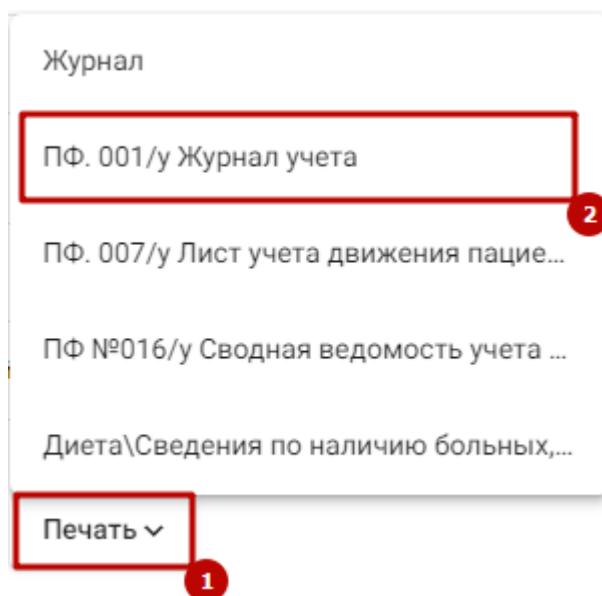 Журнал
ПФ. 001/у Журнал учета
2
ПФ. 007/у Лист учета движения пацие...
ПФ №016/у Сводная ведомость учета ...
Диета\Сведения по наличию больных,...
Печать
1